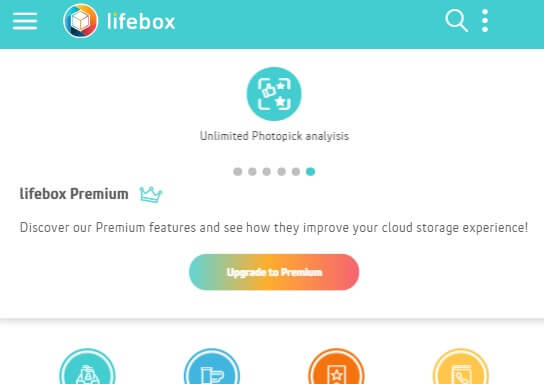 lifebox
Unlimited Photopick analyisis
lifebox Premium
Discover our Premium features and see how they improve your cloud storage experience!
Upgrade to Premium